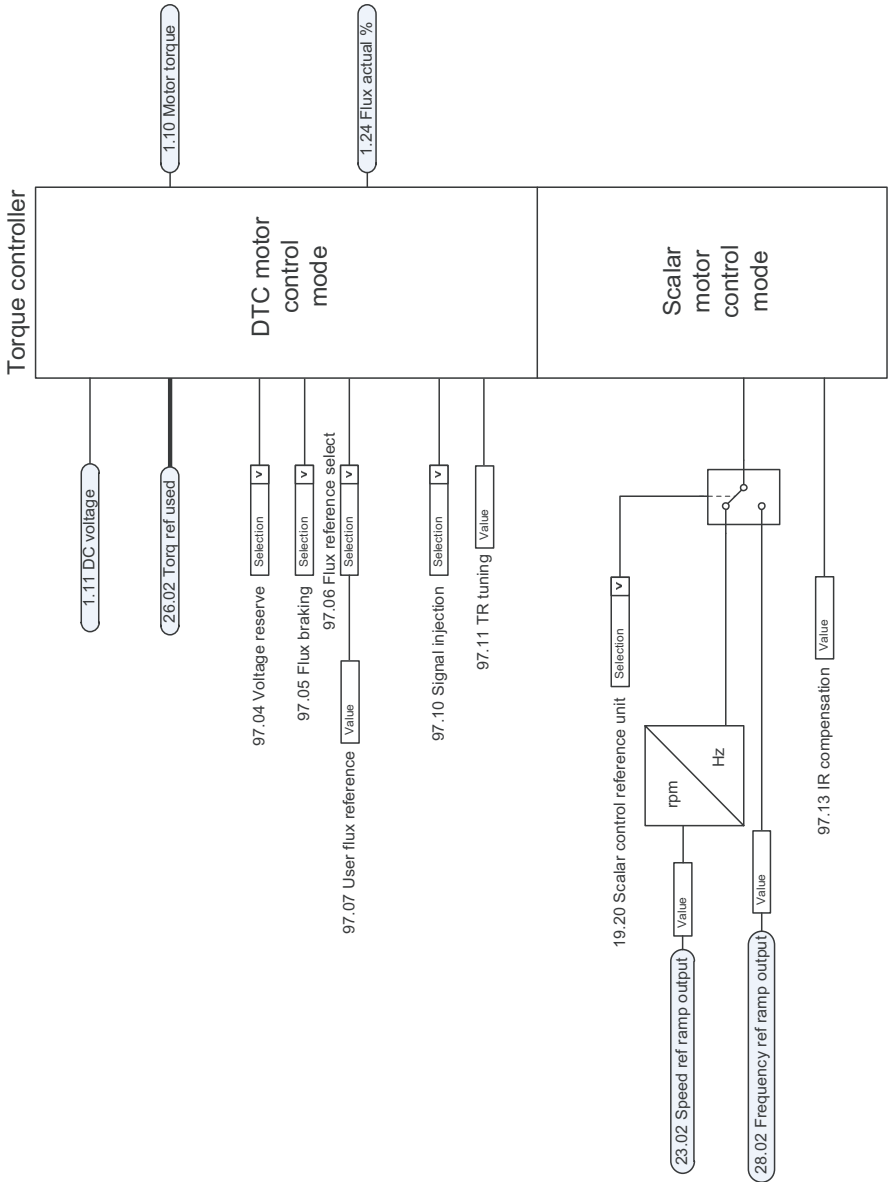 Torque controller
1.11 DC voltage
26.02 Torq ref used
97.04 Voltage reserve
Selection
v
97.05 Flux braking
Selection
v
97.06 Flux reference select
97.07 User flux reference
Value
Selection
v
97.10 Signal injection
Selection
v
97.11 TR tuning
Value
DTC motor
control
mode
1.10 Motor torque
1.24 Flux actual %
19.20 Scalar control reference unit
Selection
v
23.02 Speed ref ramp output
Value
rpm
Hz
28.02 Frequency ref ramp output
Value
97.13 IR compensation
Value
Scalar
motor
control
mode